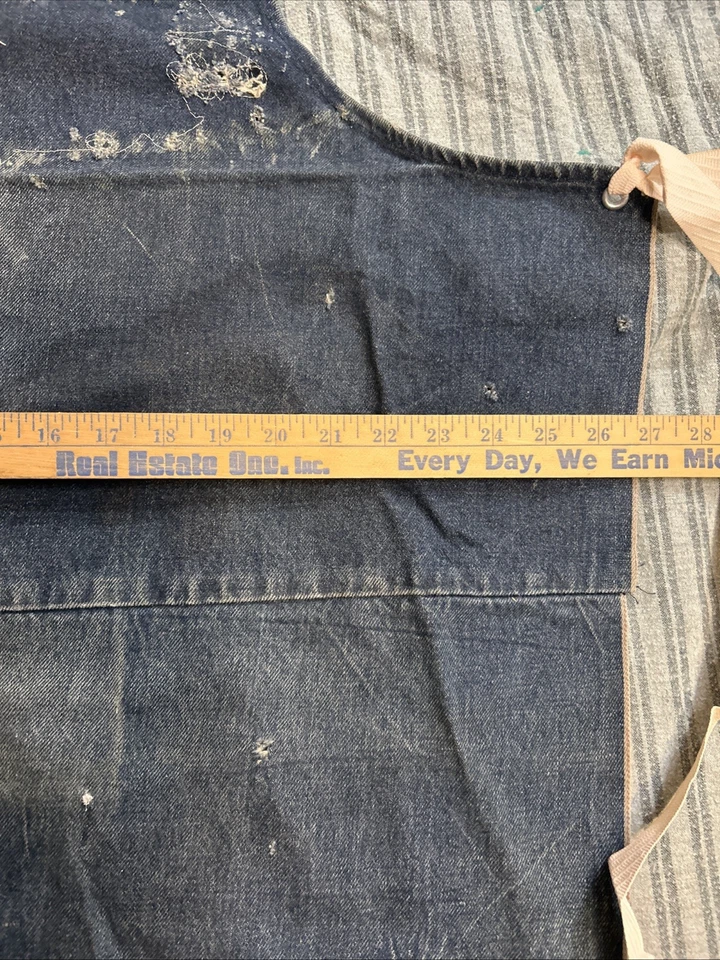 16 17 18 19 20 21 22 23 24 25 26 27 28
Real Estate One. Inc. Every Day, We Earn Mic